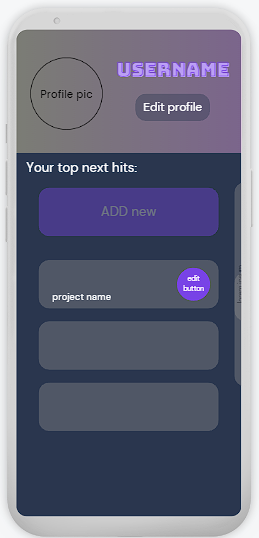 USERNAME
Profile pic
Edit profile
Your top next hits:
ADD new
edit
button
project name